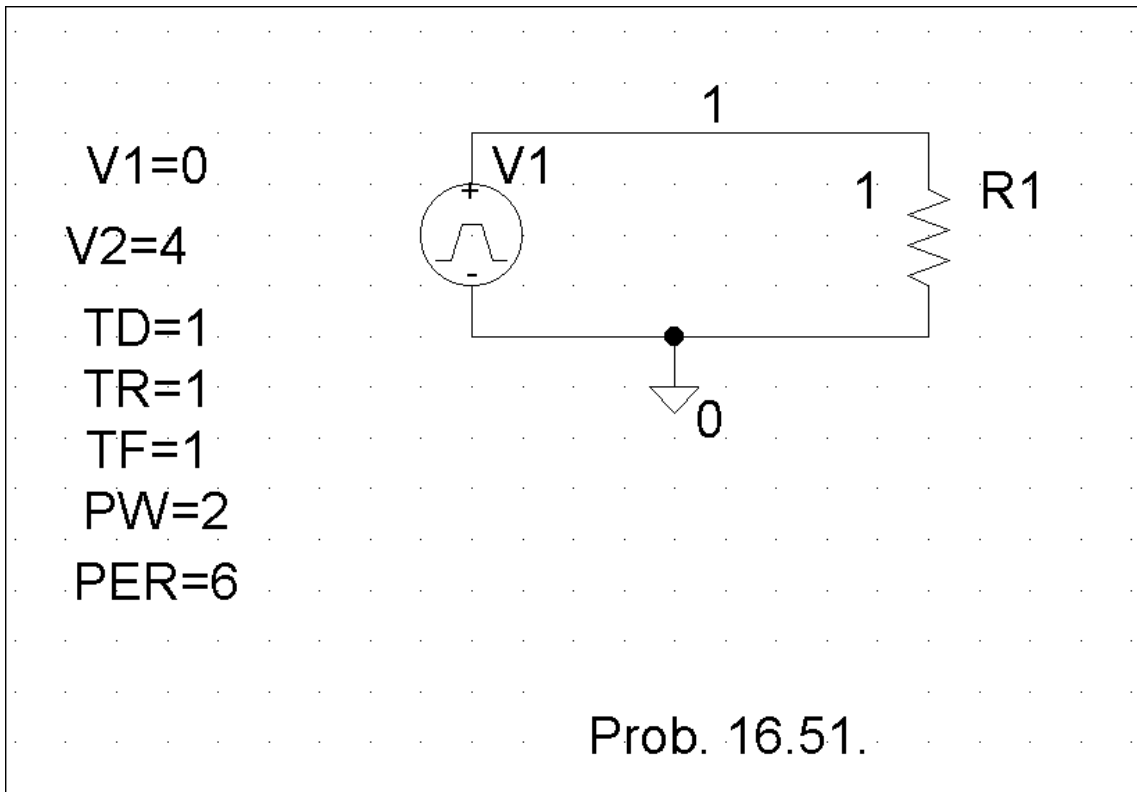 1
V1=0
V1
1
R1
V2=4
+
-
TD=1
TR=1
0
TF=1
PW=2
PER=6
Prob. 16.51.